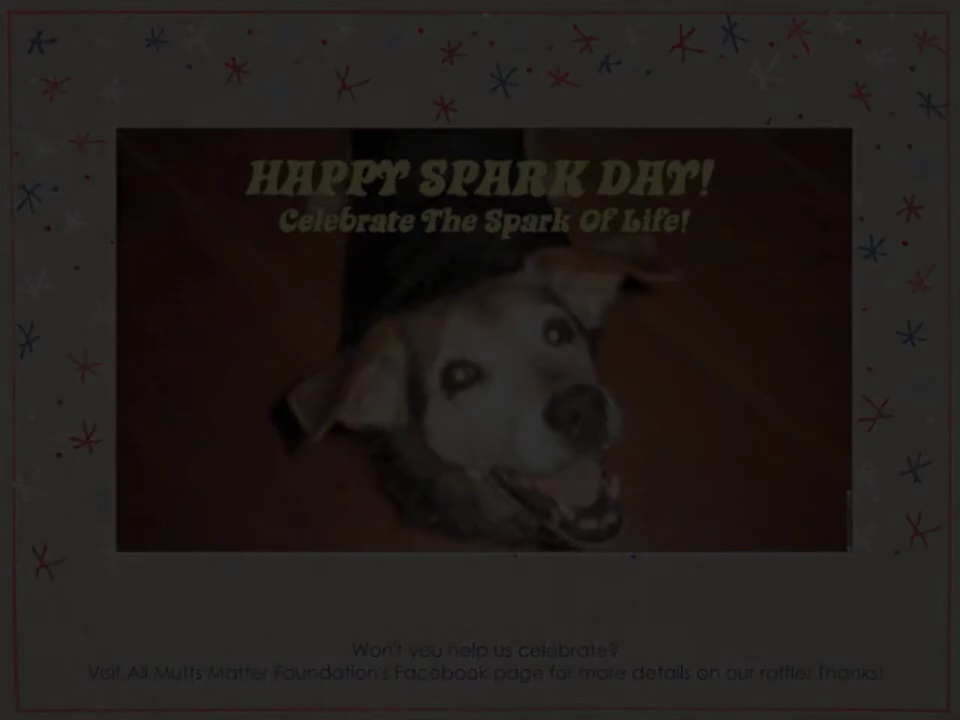 HAPPY SPARK DAY!
Celebrate The Spark Of Life!
Won't you help us celebrate?
Visit All Mutts Matter Foundation's Facebook page for more details on our raffle! Thanks!